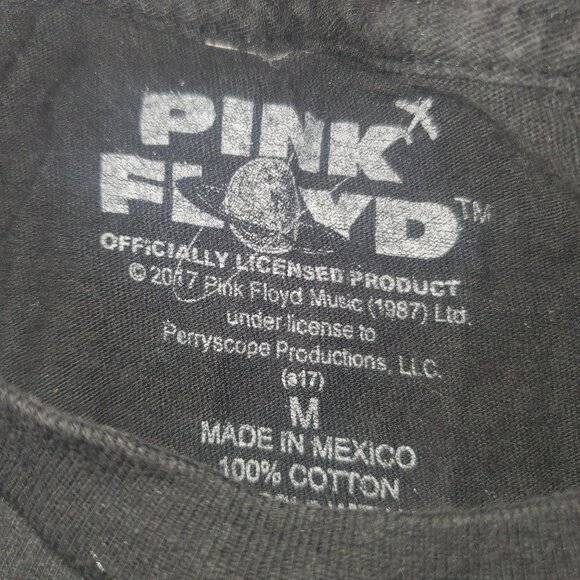 PINK
FLOYD™
OFFICIALLY LICENSED PRODUCT
© 2017 Pink Floyd Music (1987) Ltd.
under license to
Perryscope Productions, LLC.
(a17)
M
MADE IN MEXICO
100% COTTON